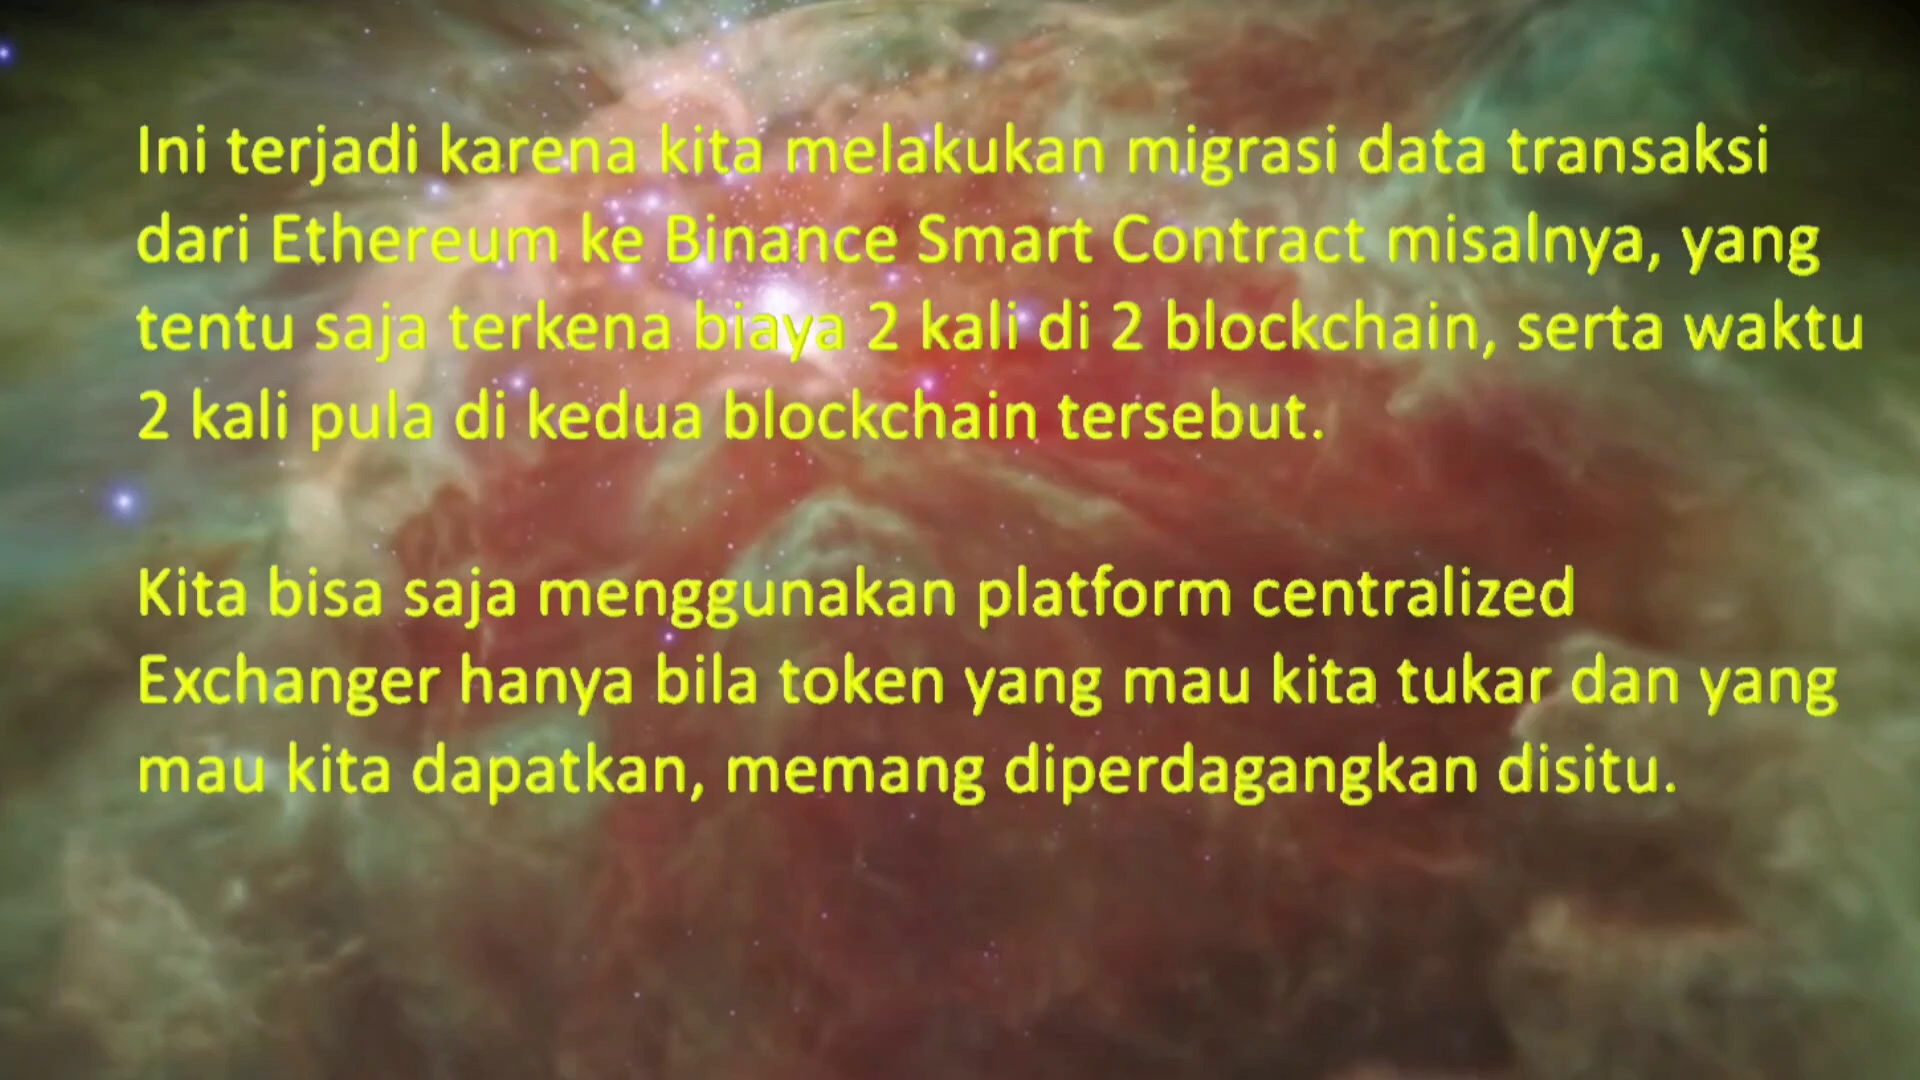 Ini terjadi karena kita melakukan migrasi data transaksi
dari Ethereum ke Binance Smart Contract misalnya, yang
tentu saja terkena biaya 2 kali di 2 blockchain, serta waktu
2 kali pula di kedua blockchain tersebut.
Kita bisa saja menggunakan platform centralized
Exchanger hanya bila token yang mau kita tukar dan yang
mau kita dapatkan, memang diperdagangkan disitu.